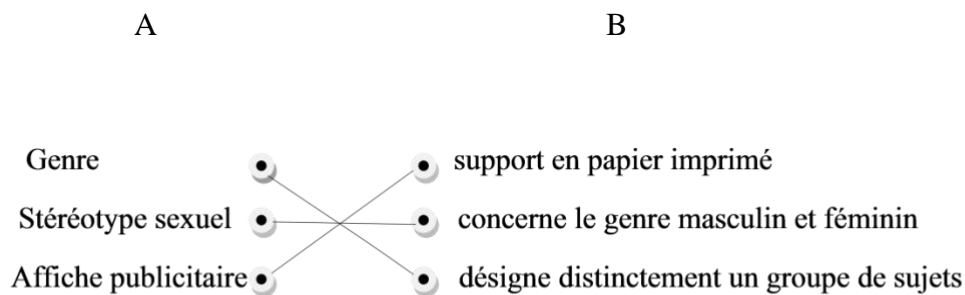 A B
Genre support en papier imprimé
Stéréotype sexuel concerne le genre masculin et féminin
Affiche publicitaire désigne distinctement un groupe de sujets